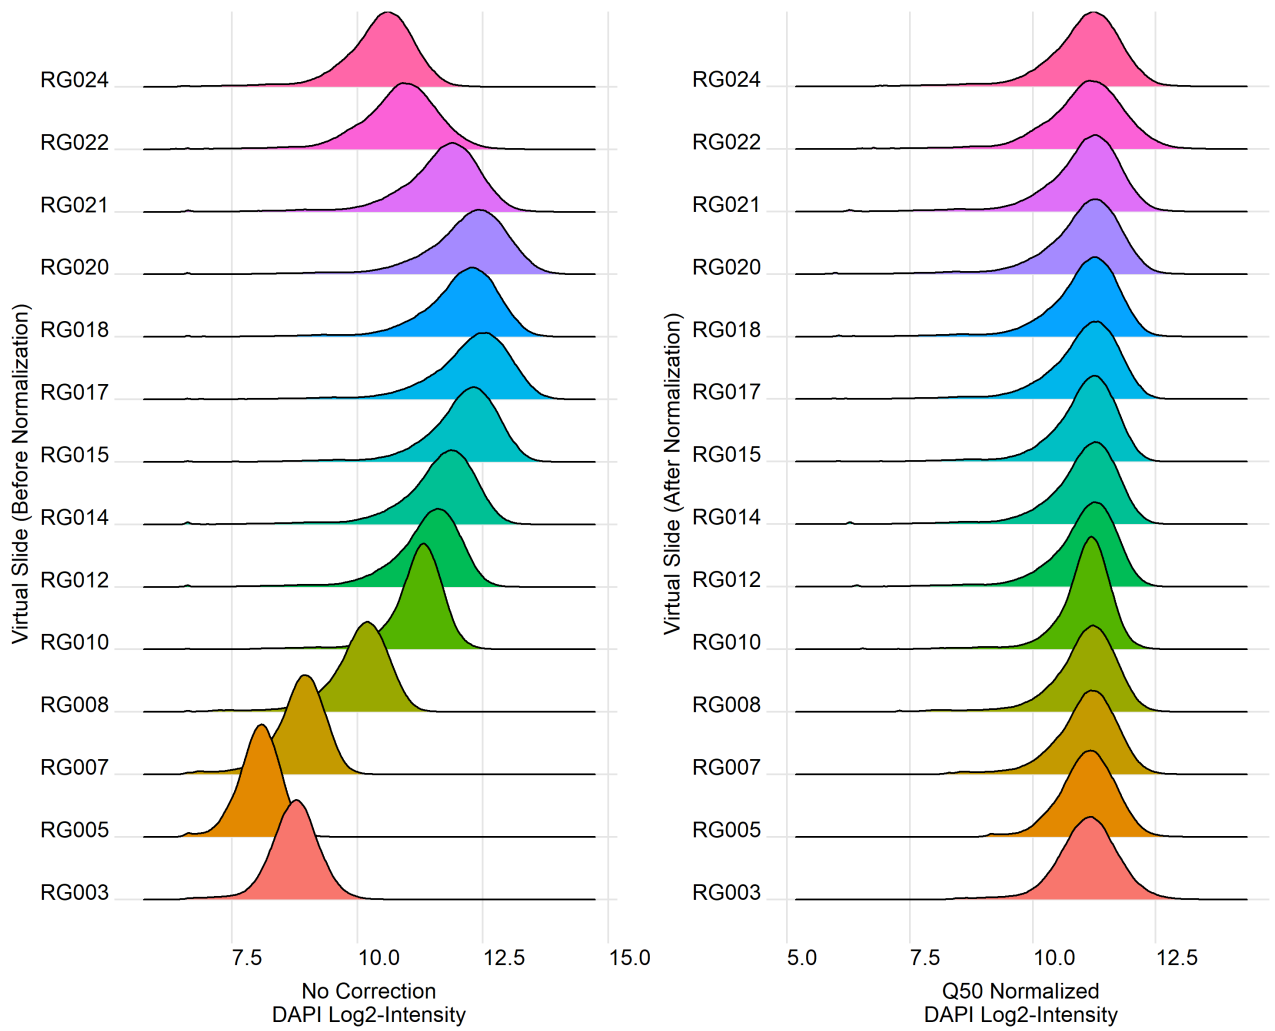 Virtual Slide (Before Normalization)
RG024
RG022
RG021
RG020
RG018
RG017
RG015
RG014
RG012
RG010
RG008
RG007
RG005
RG003
7.5 10.0 12.5 15.0
No Correction
DAPI Log2-Intensity
Virtual Slide (After Normalization)
RG024
RG022
RG021
RG020
RG018
RG017
RG015
RG014
RG012
RG010
RG008
RG007
RG005
RG003
5.0 7.5 10.0 12.5
Q50 Normalized
DAPI Log2-Intensity